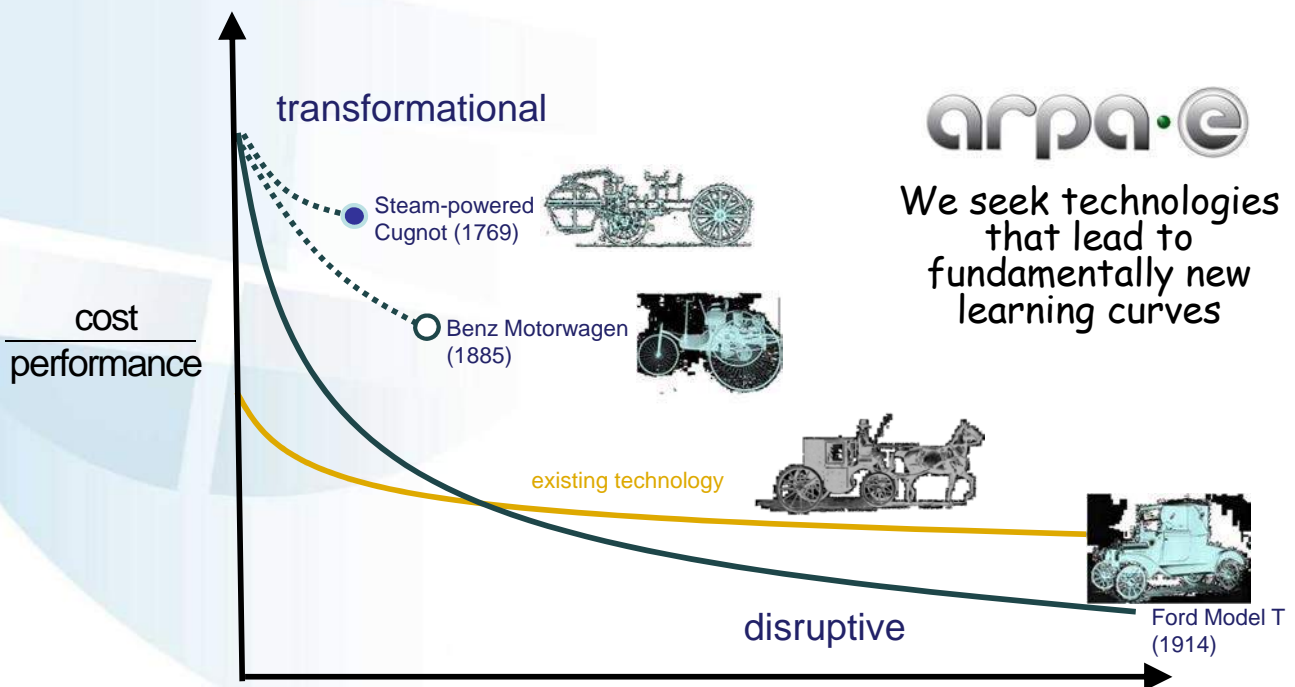 transformational
arpa·e
We seek technologies
that lead to
fundamentally new
learning curves
Steam-powered
Cugnot (1769)
cost
performance
Benz Motorwagen
(1885)
existing technology
disruptive
Ford Model T
(1914)